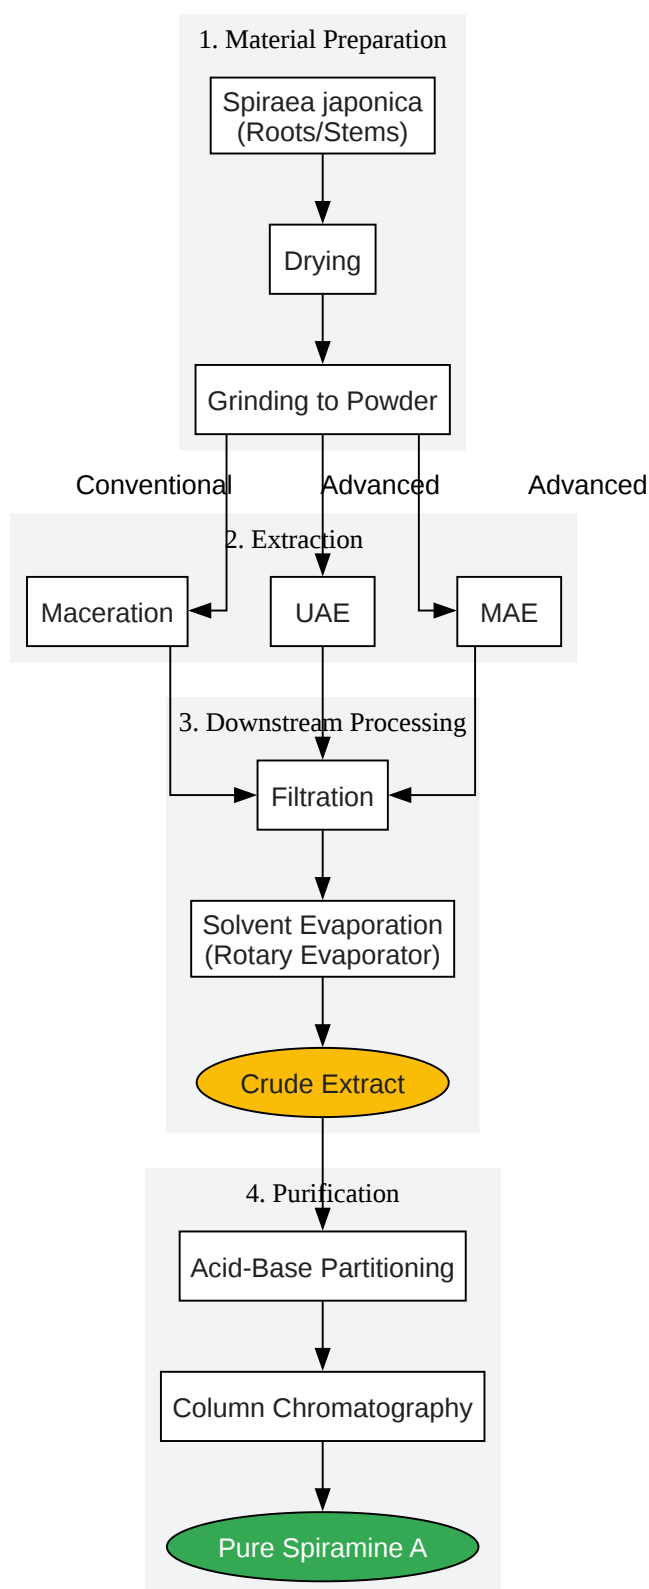 1. Material Preparation
Spiraea japonica
(Roots/Stems)
Drying
Grinding to Powder
Conventional
Advanced
Advanced
2. Extraction
Maceration
UAE
MAE
3. Downstream Processing
Filtration
Solvent Evaporation
(Rotary Evaporator)
Crude Extract
4. Purification
Acid-Base Partitioning
Column Chromatography
Pure Spiramine A